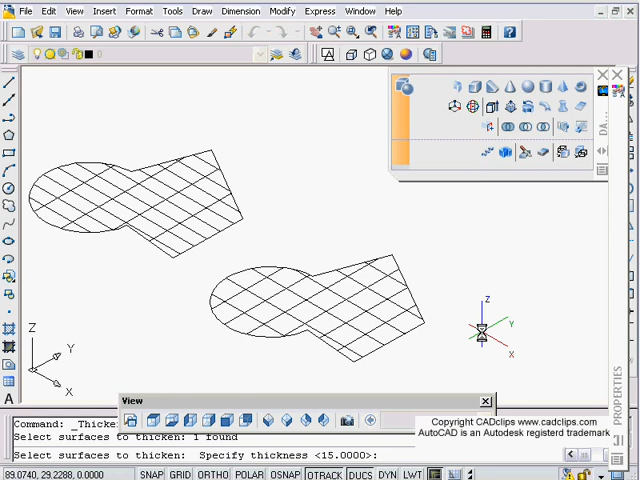 File Edit View Insert Format Tools Draw Dimension Modify Express Window Help
0
DA...
Z
Y
X
Z
Y
X
View
Command: _Thicke
Select surfaces to thicken: 1 found
Select surfaces to thicken: Specify thickness <15.0000>:
Copyright CADclips www.cadclips.com
AutoCAD is an Autodesk registerd trademark
PROPERTIES
89.0740, 29.2288, 0.0000 SNAP GRID ORTHO POLAR OSNAP OTRACK DUCS DYN LWT